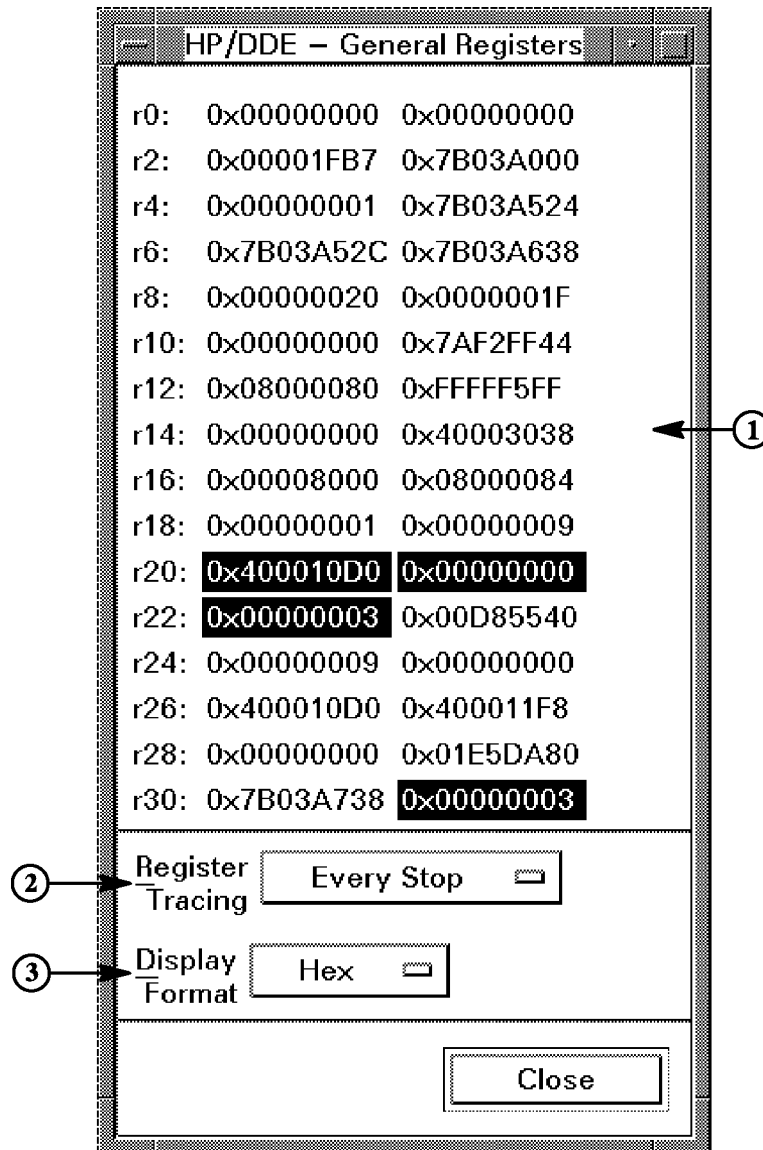 HP/DDE – General Registers
r0: 0x00000000 0x00000000
r2: 0x00001FB7 0x7B03A000
r4: 0x00000001 0x7B03A524
r6: 0x7B03A52C 0x7B03A638
r8: 0x00000020 0x0000001F
r10: 0x00000000 0x7AF2FF44
r12: 0x08000080 0xFFFFF5FF
r14: 0x00000000 0x40003038
1
r16: 0x00008000 0x08000084
r18: 0x00000001 0x00000009
r20: 0x400010D0 0x00000000
r22: 0x00000003 0x00D85540
r24: 0x00000009 0x00000000
r26: 0x400010D0 0x400011F8
r28: 0x00000000 0x01E5DA80
r30: 0x7B03A738 0x00000003
2
Register
Tracing
Every Stop
3
Display
Format
Hex
Close